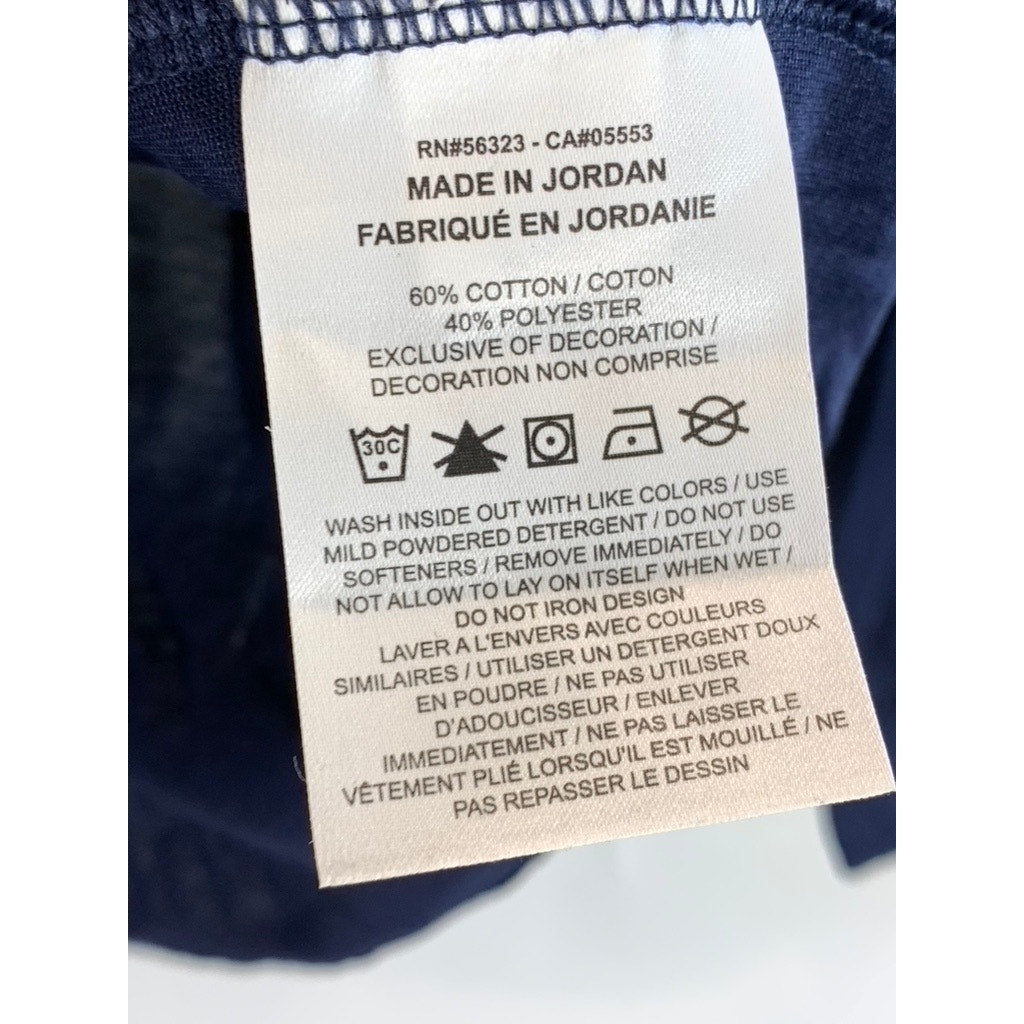 RN#56323 - CA#05553
MADE IN JORDAN
FABRIQUÉ EN JORDANIE
60% COTTON / COTON
40% POLYESTER
EXCLUSIVE OF DECORATION /
DECORATION NON COMPRISE
30C
WASH INSIDE OUT WITH LIKE COLORS / USE
MILD POWDERED DETERGENT / DO NOT USE
SOFTENERS / REMOVE IMMEDIATELY / DO
NOT ALLOW TO LAY ON ITSELF WHEN WET /
DO NOT IRON DESIGN
LAVER A L'ENVERS AVEC COULEURS
SIMILAIRES / UTILISER UN DETERGENT DOUX
EN POUDRE / NE PAS UTILISER
D'ADOUCISSEUR / ENLEVER
IMMEDIATEMENT / NE PAS LAISSER LE
VÊTEMENT PLIÉ LORSQU'IL EST MOUILLÉ / NE
PAS REPASSER LE DESSIN